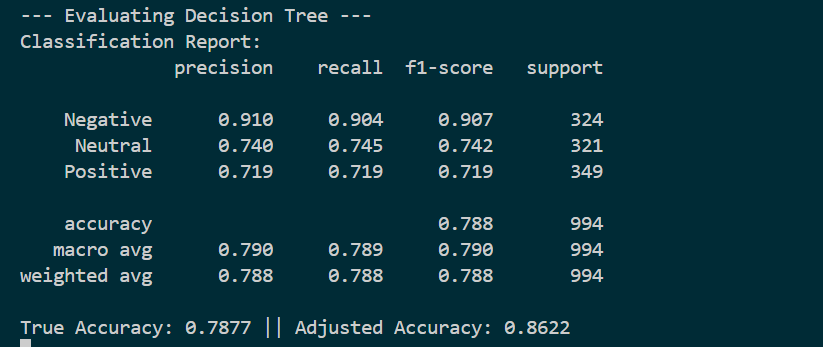 --- Evaluating Decision Tree ---
Classification Report:
precision recall f1-score support
Negative 0.910 0.904 0.907 324
Neutral 0.740 0.745 0.742 321
Positive 0.719 0.719 0.719 349
accuracy 0.788 994
macro avg 0.790 0.789 0.790 994
weighted avg 0.788 0.788 0.788 994
True Accuracy: 0.7877 || Adjusted Accuracy: 0.8622